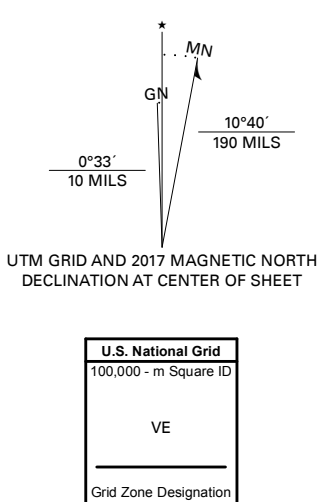 ★
MN
GN
10°40´
190 MILS
0°33´
10 MILS
UTM GRID AND 2017 MAGNETIC NORTH
DECLINATION AT CENTER OF SHEET
U.S. National Grid
100,000 - m Square ID
VE
Grid Zone Designation